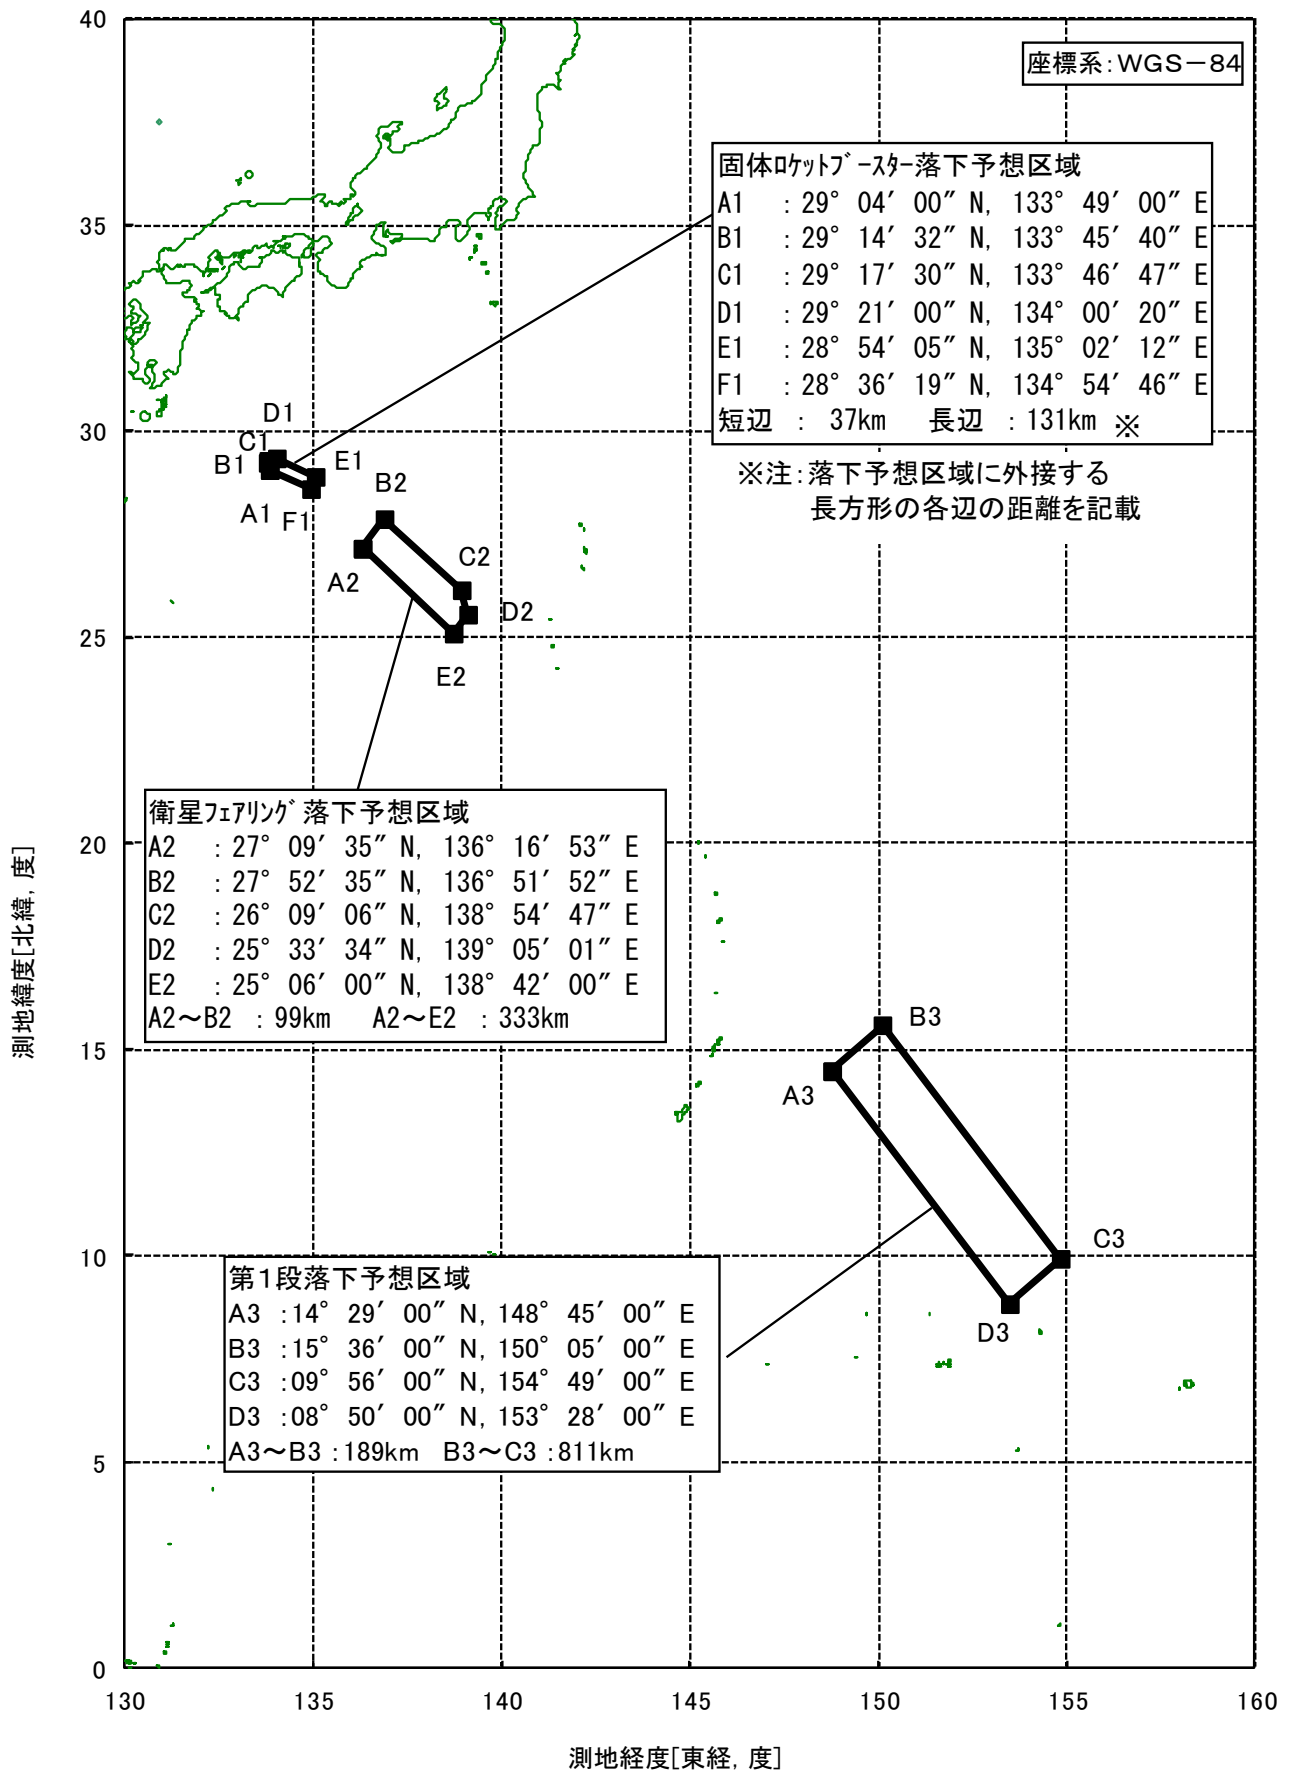 40
座標系:WGS－84
固体ﾛｹｯﾄﾌﾞｰｽﾀｰ落下予想区域
A1 : 29° 04′ 00″ N, 133° 49′ 00″ E
B1 : 29° 14′ 32″ N, 133° 45′ 40″ E
C1 : 29° 17′ 30″ N, 133° 46′ 47″ E
D1 : 29° 21′ 00″ N, 134° 00′ 20″ E
E1 : 28° 54′ 05″ N, 135° 02′ 12″ E
F1 : 28° 36′ 19″ N, 134° 54′ 46″ E
短辺 : 37km 長辺 : 131km ※
※注:落下予想区域に外接する
長方形の各辺の距離を記載
35
30
D1
C1
B1
E1
A1
F1
B2
A2
C2
D2
E2
25
衛星ﾌｪｱﾘﾝｸﾞ落下予想区域
A2 : 27° 09′ 35″ N, 136° 16′ 53″ E
B2 : 27° 52′ 35″ N, 136° 51′ 52″ E
C2 : 26° 09′ 06″ N, 138° 54′ 47″ E
D2 : 25° 33′ 34″ N, 139° 05′ 01″ E
E2 : 25° 06′ 00″ N, 138° 42′ 00″ E
A2～B2 : 99km A2～E2 : 333km
20
15
B3
A3
C3
D3
10
第1段落下予想区域
A3 :14° 29′ 00″ N, 148° 45′ 00″ E
B3 :15° 36′ 00″ N, 150° 05′ 00″ E
C3 :09° 56′ 00″ N, 154° 49′ 00″ E
D3 :08° 50′ 00″ N, 153° 28′ 00″ E
A3～B3 :189km B3～C3 :811km
5
0
測地緯度[北緯, 度]
130 135 140 145 150 155 160
測地経度[東経, 度]